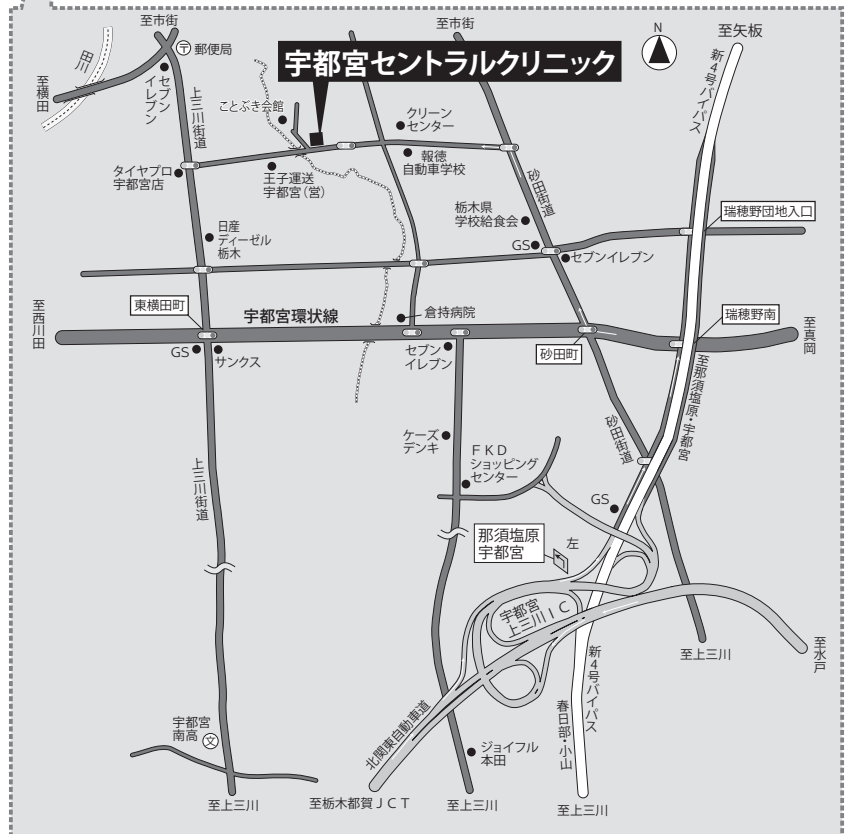 至市街
至市街
N
至矢板
〒郵便局
田川
至横田
セブン
イレブン
上三川街道
宇都宮セントラルクリニック
新4号バイパス
ことぶき会館
クリーン
センター
タイヤプロ
宇都宮店
王子運送
宇都宮（営）
報徳
自動車学校
砂田街道
栃木県
学校給食会
瑞穂野団地入口
日産
ディーゼル
栃木
GS
セブンイレブン
至西川田
東横田町
宇都宮環状線
倉持病院
瑞穂野南
至真岡
GS
サンクス
セブン
イレブン
砂田町
至那須塩原・宇都宮
ケーズ
デンキ
砂田街道
FKD
ショッピング
センター
上三川街道
GS
那須塩原
宇都宮
左
宇都宮
上三川IC
至上三川
至水戸
新4号バイパス
春日部・小山
北関東自動車道
宇都宮
南高
文
ジョイフル
本田
至上三川
至栃木都賀JCT
至上三川
至上三川